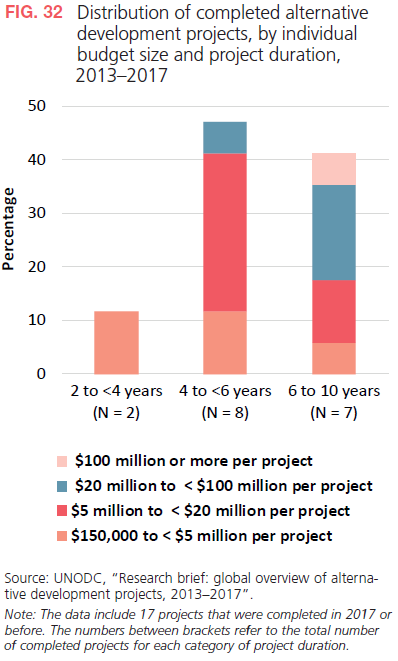 FIG. 32 Distribution of completed alternative
development projects, by individual
budget size and project duration,
2013–2017
Percentage
50
40
30
20
10
0
2 to <4 years 4 to <6 years 6 to 10 years
(N = 2) (N = 8) (N = 7)
$100 million or more per project
$20 million to < $100 million per project
$5 million to < $20 million per project
$150,000 to < $5 million per project
Source: UNODC, “Research brief: global overview of alterna-
tive development projects, 2013–2017”.
Note: The data include 17 projects that were completed in 2017 or
before. The numbers between brackets refer to the total number
of completed projects for each category of project duration.